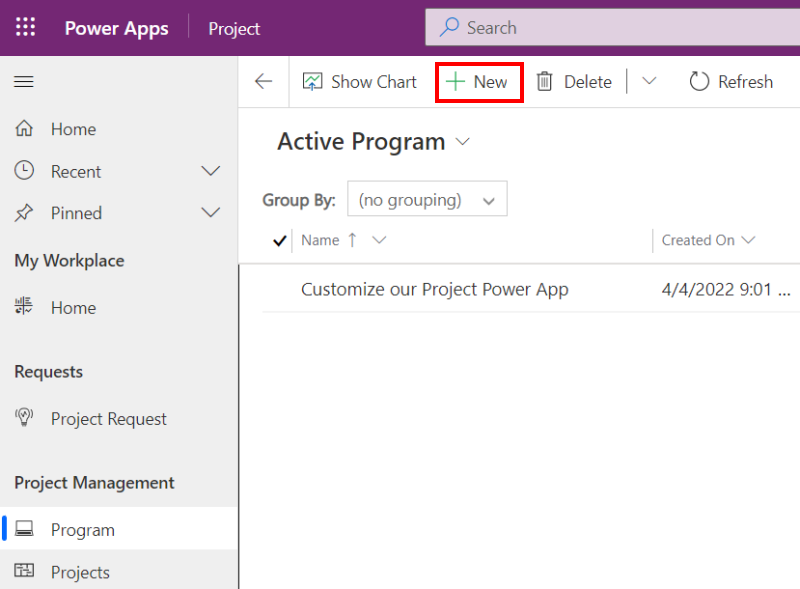 Power Apps Project Search
Show Chart New Delete Refresh
Home
Recent
Pinned
My Workplace
Home
Requests
Project Request
Project Management
Program
Projects
Active Program
Group By: (no grouping)
Name Created On
Customize our Project Power App 4/4/2022 9:01 ...